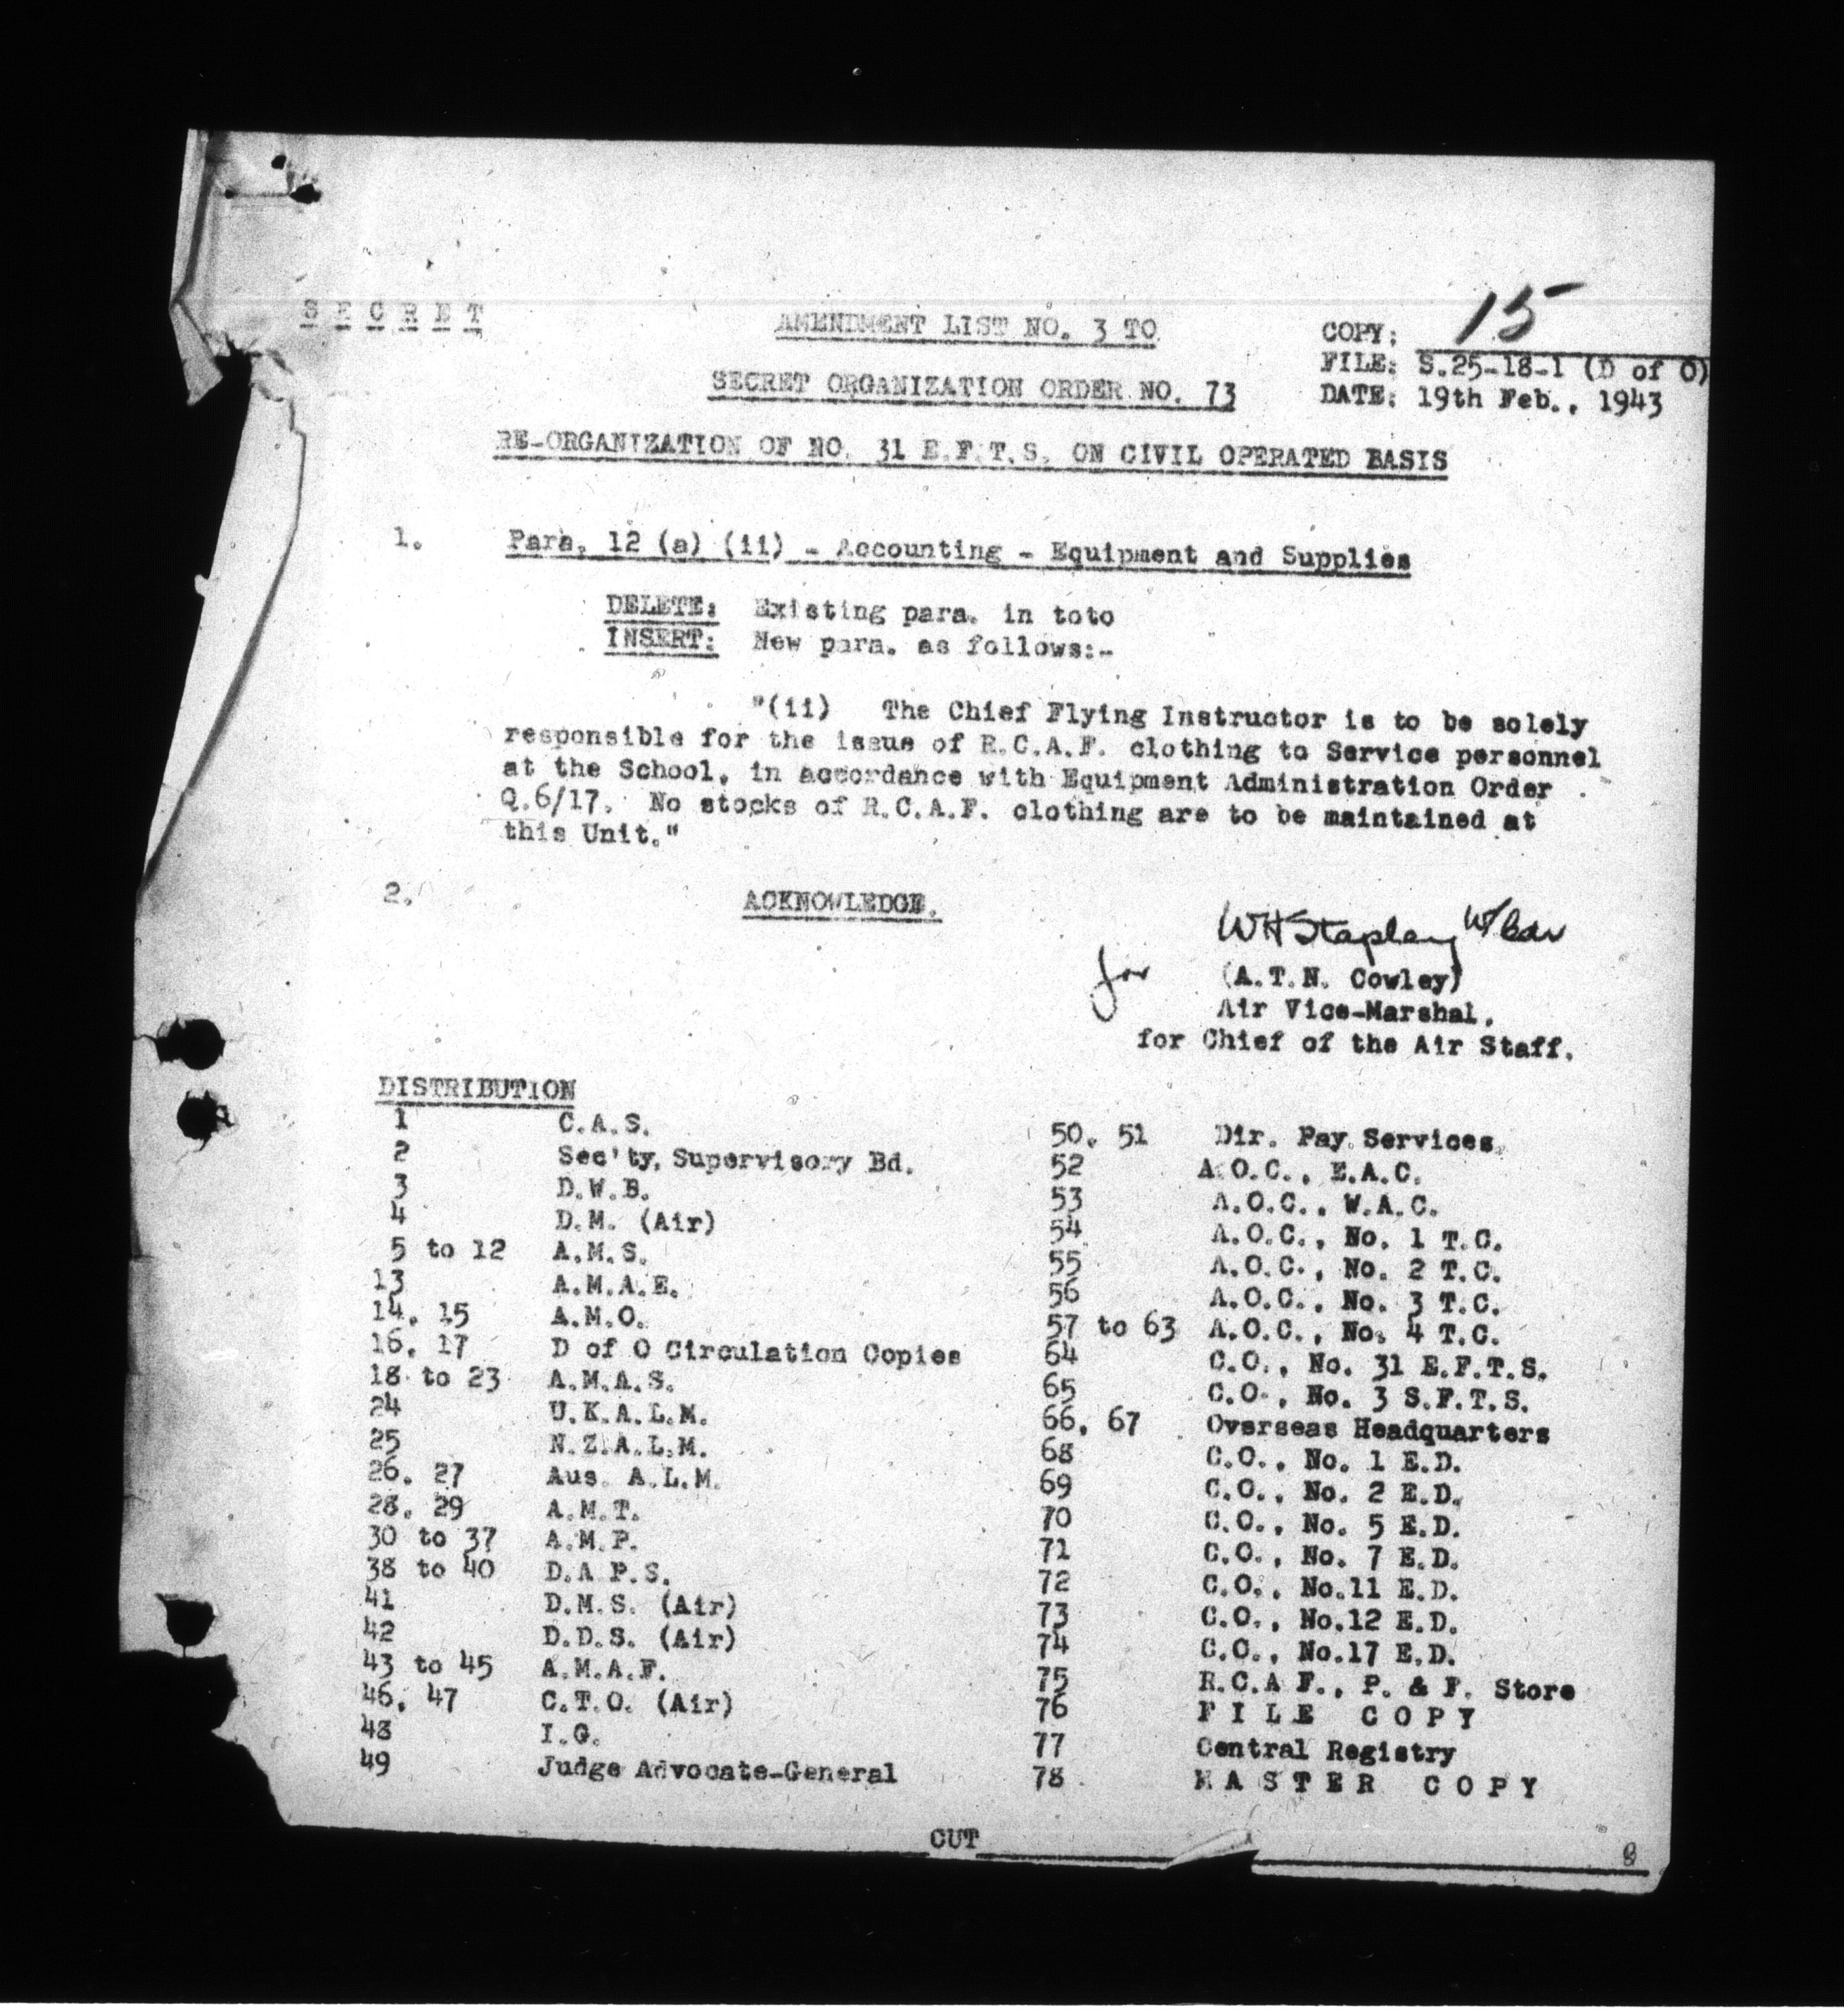 S E C R E T
AMENDMENT LIST NO. 3 TO
SECRET ORGANIZATION ORDER NO. 73
COPY: 15
FILE: S.25-18-1 (D of O)
DATE: 19th Feb., 1943
RE-ORGANIZATION OF NO. 31 E.F.T.S. ON CIVIL OPERATED BASIS
1. Para. 12 (a) (ii) - Accounting - Equipment and Supplies
DELETE: Existing para. in toto
INSERT: New para. as follows:-
"(ii) The Chief Flying Instructor is to be solely
responsible for the issue of R.C.A.F. clothing to Service personnel
at the School, in accordance with Equipment Administration Order
Q.6/17. No stocks of R.C.A.F. clothing are to be maintained at
this Unit."
2. ACKNOWLEDGE.
WH Stapley W/Cdr
for (A.T.N. Cowley)
Air Vice-Marshal,
for Chief of the Air Staff.
DISTRIBUTION
1 C.A.S.
2 Sec'ty, Supervisory Bd.
3 D.W.B.
4 D.M. (Air)
5 to 12 A.M.S.
13 A.M.A.E.
14, 15 A.M.O.
16, 17 D of O Circulation Copies
18 to 23 A.M.A.S.
24 U.K.A.L.M.
25 N.Z.A.L.M.
26, 27 Aus. A.L.M.
28, 29 A.M.T.
30 to 37 A.M.P.
38 to 40 D.A.P.S.
41 D.M.S. (Air)
42 D.D.S. (Air)
43 to 45 A.M.A.F.
46, 47 C.T.O. (Air)
48 I.G.
49 Judge Advocate-General
50, 51 Dir. Pay Services
52 A.O.C., E.A.C.
53 A.O.C., W.A.C.
54 A.O.C., No. 1 T.C.
55 A.O.C., No. 2 T.C.
56 A.O.C., No. 3 T.C.
57 to 63 A.O.C., No. 4 T.C.
64 C.O., No. 31 E.F.T.S.
65 C.O., No. 3 S.F.T.S.
66, 67 Overseas Headquarters
68 C.O., No. 1 E.D.
69 C.O., No. 2 E.D.
70 C.O., No. 5 E.D.
71 C.O., No. 7 E.D.
72 C.O., No.11 E.D.
73 C.O., No.12 E.D.
74 C.O., No.17 E.D.
75 R.C.A.F., P. & F. Store
76 F I L E C O P Y
77 Central Registry
78 M A S T E R C O P Y
CUT